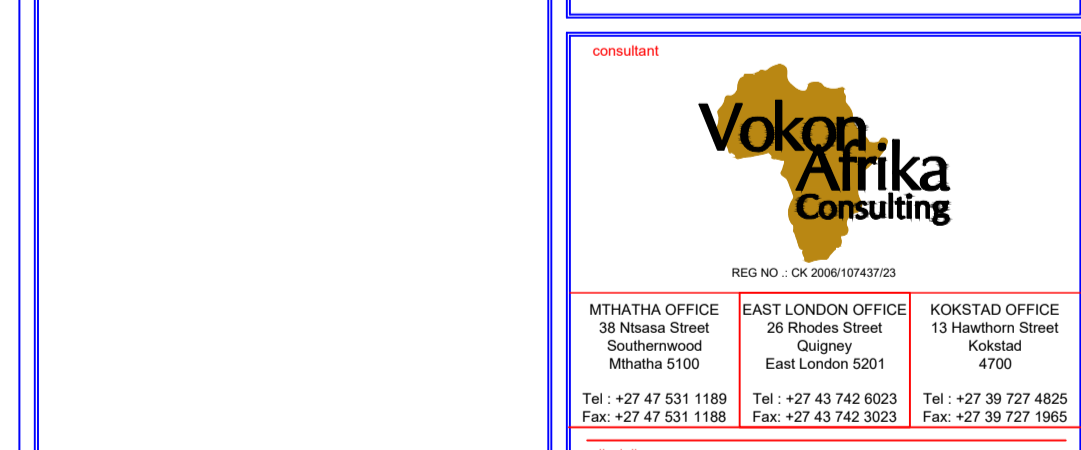 consultant
Vokon
Afrika
Consulting
REG NO .: CK 2006/107437/23
MTHATHA OFFICE
38 Ntsasa Street
Southernwood
Mthatha 5100
Tel : +27 47 531 1189
Fax: +27 47 531 1188
EAST LONDON OFFICE
26 Rhodes Street
Quigney
East London 5201
Tel : +27 43 742 6023
Fax: +27 43 742 3023
KOKSTAD OFFICE
13 Hawthorn Street
Kokstad
4700
Tel : +27 39 727 4825
Fax: +27 39 727 1965